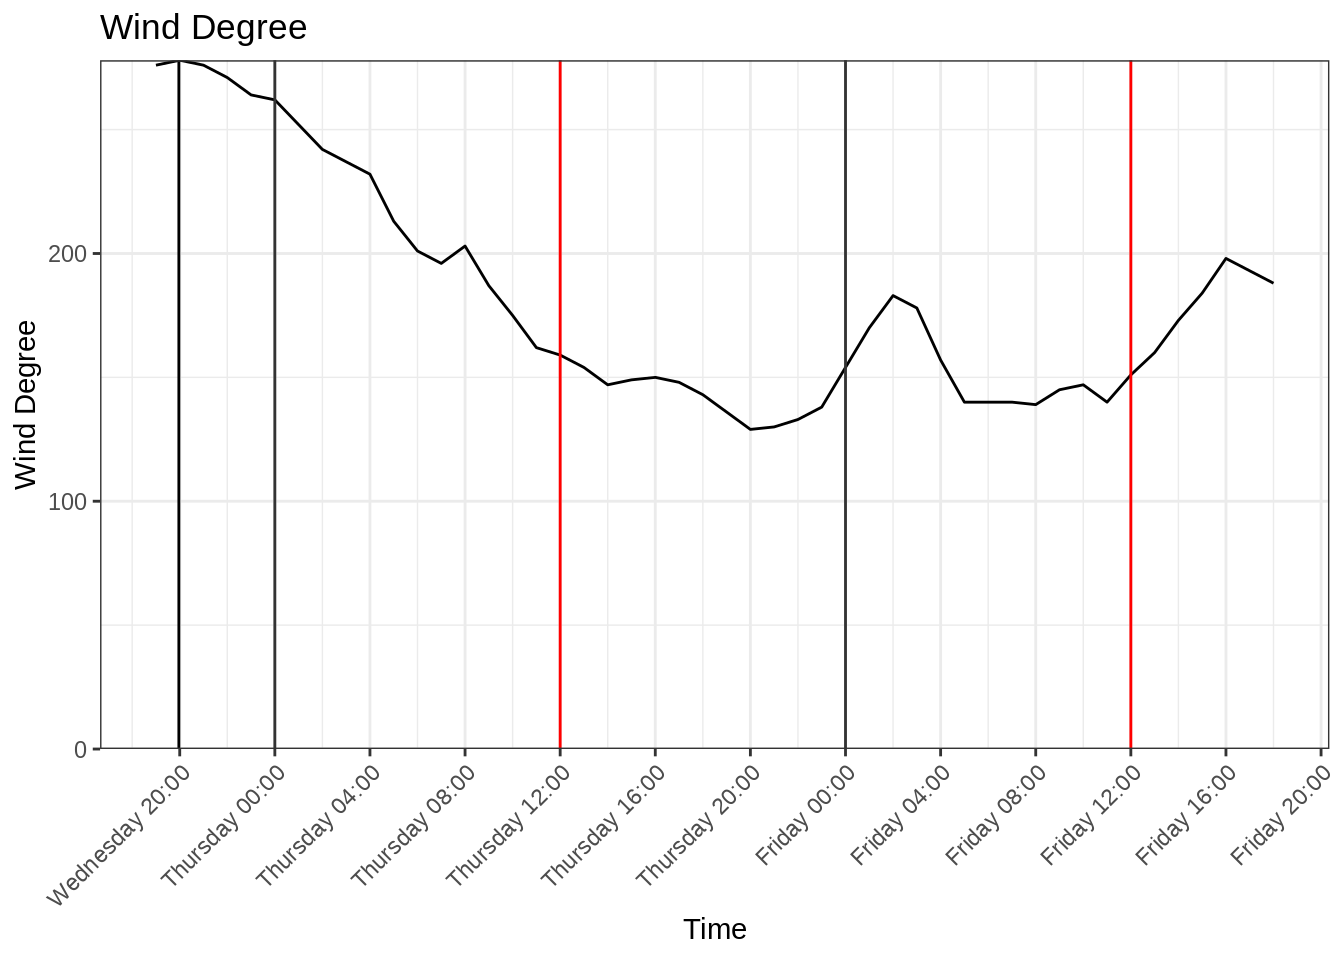 Wind Degree
Wind Degree
200
100
0
Wednesday 20:00
Thursday 00:00
Thursday 04:00
Thursday 08:00
Thursday 12:00
Thursday 16:00
Thursday 20:00
Friday 00:00
Friday 04:00
Friday 08:00
Friday 12:00
Friday 16:00
Friday 20:00
Time